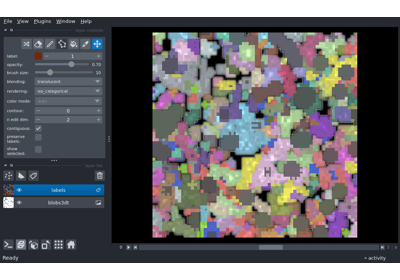 File View Plugins Window Help
label: 1
opacity: 0.70
brush size: 10
blending: translucent
rendering: iso_categorical
color mode:
contour: 0
n edit dim: 2
contiguous:
preserve labels:
show selected:
labels
blobs3dt
0
Ready
activity